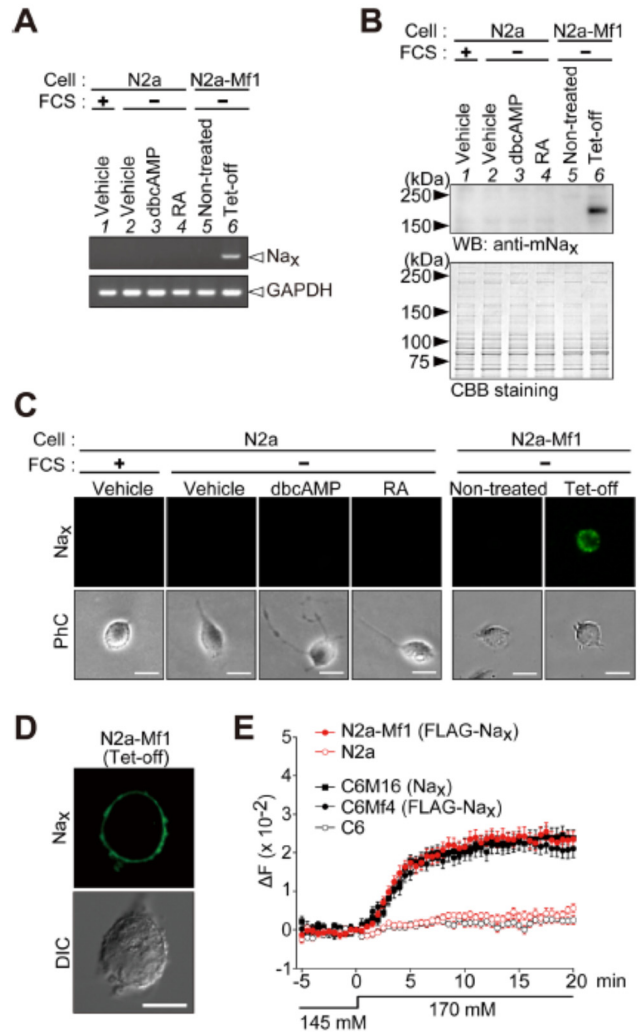 A
Cell : N2a N2a-Mf1
FCS : + − −
Vehicle Vehicle dbcAMP RA Non-treated Tet-off
1 2 3 4 5 6
Nax
GAPDH
B
Cell : N2a N2a-Mf1
FCS : + − −
Vehicle Vehicle dbcAMP RA Non-treated Tet-off
(kDa) 1 2 3 4 5 6
250
150
WB: anti-mNax
(kDa)
250
150
100
75
CBB staining
C
Cell : N2a N2a-Mf1
FCS : + − −
Vehicle Vehicle dbcAMP RA Non-treated Tet-off
Nax
PhC
D
N2a-Mf1
(Tet-off)
Nax
DIC
E
N2a-Mf1 (FLAG-Nax)
N2a
C6M16 (Nax)
C6Mf4 (FLAG-Nax)
C6
ΔF (x 10-2)
5
4
3
2
1
0
-1
-5 0 5 10 15 20 min
145 mM 170 mM